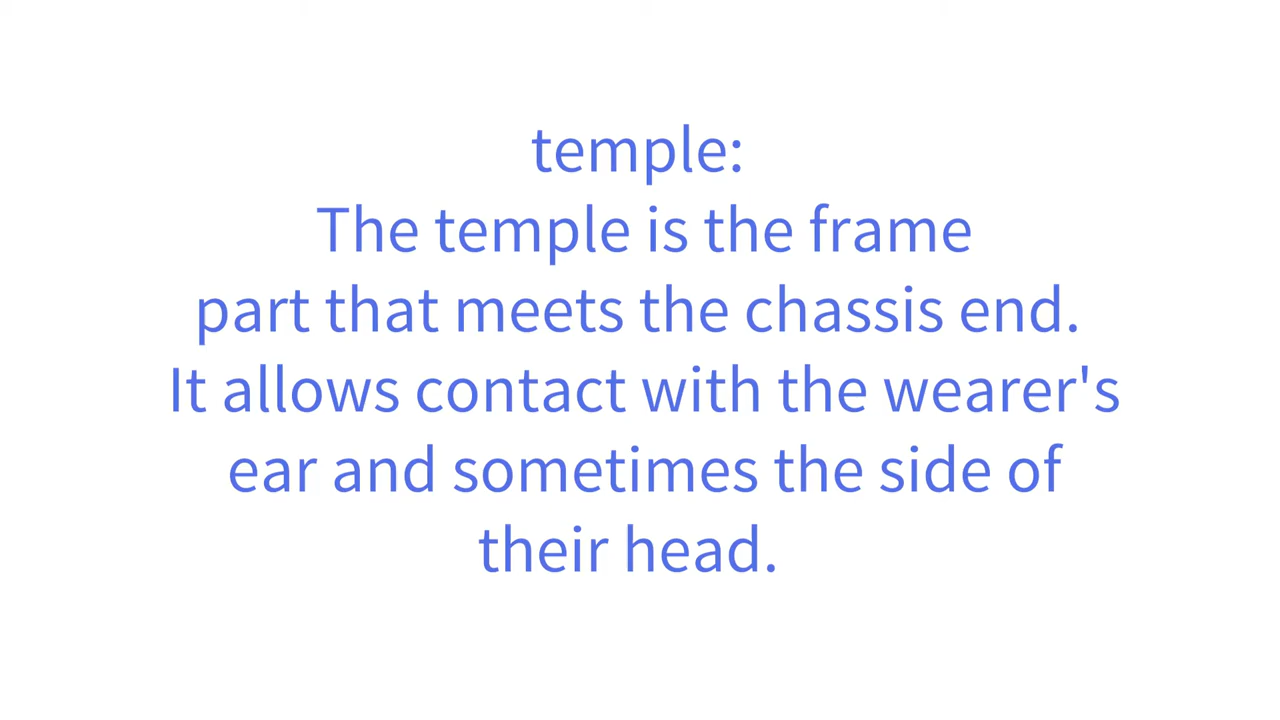 temple:
The temple is the frame
part that meets the chassis end.
It allows contact with the wearer's
ear and sometimes the side of
their head.